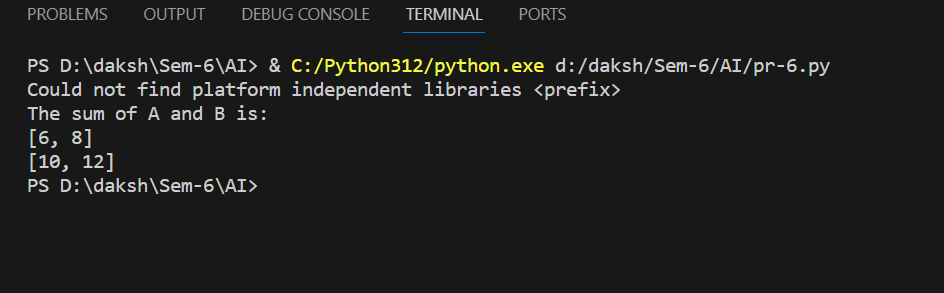 PROBLEMS OUTPUT DEBUG CONSOLE TERMINAL PORTS
PS D:\daksh\Sem-6\AI> & C:/Python312/python.exe d:/daksh/Sem-6/AI/pr-6.py
Could not find platform independent libraries <prefix>
The sum of A and B is:
[6, 8]
[10, 12]
PS D:\daksh\Sem-6\AI>